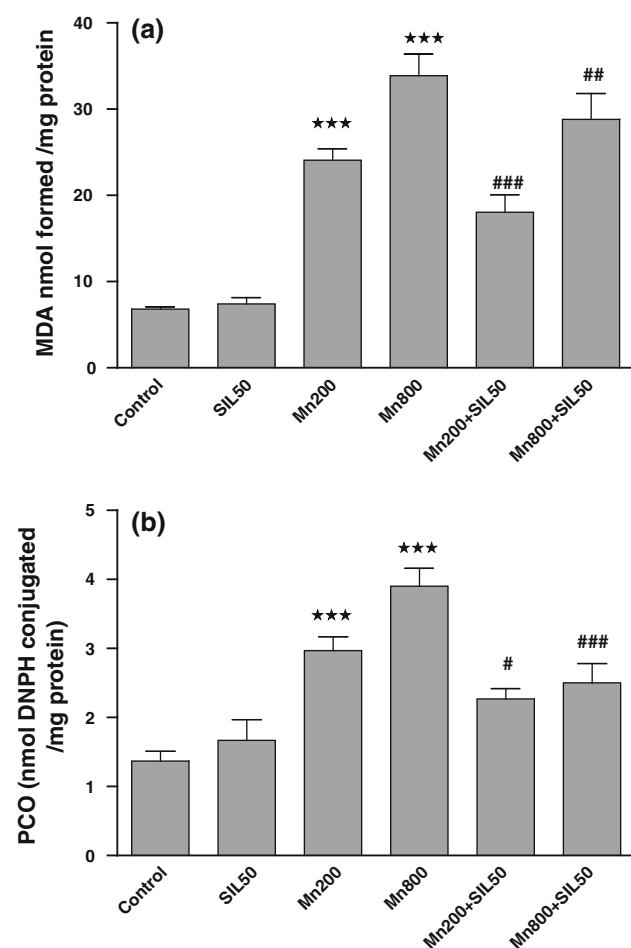 (a)
MDA nmol formed /mg protein
40
30
20
10
0
★★★
★★★
###
##
Control
SIL50
Mn200
Mn800
Mn200+SIL50
Mn800+SIL50
(b)
PCO (nmol DNPH conjugated
/mg protein)
5
4
3
2
1
0
★★★
★★★
#
###
Control
SIL50
Mn200
Mn800
Mn200+SIL50
Mn800+SIL50